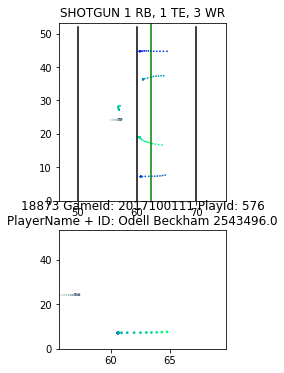 SHOTGUN 1 RB, 1 TE, 3 WR
50
40
30
20
10
0
50 60 70
18873 GameId: 2017100111 PlayId: 576
PlayerName + ID: Odell Beckham 2543496.0
40
20
0
60 65